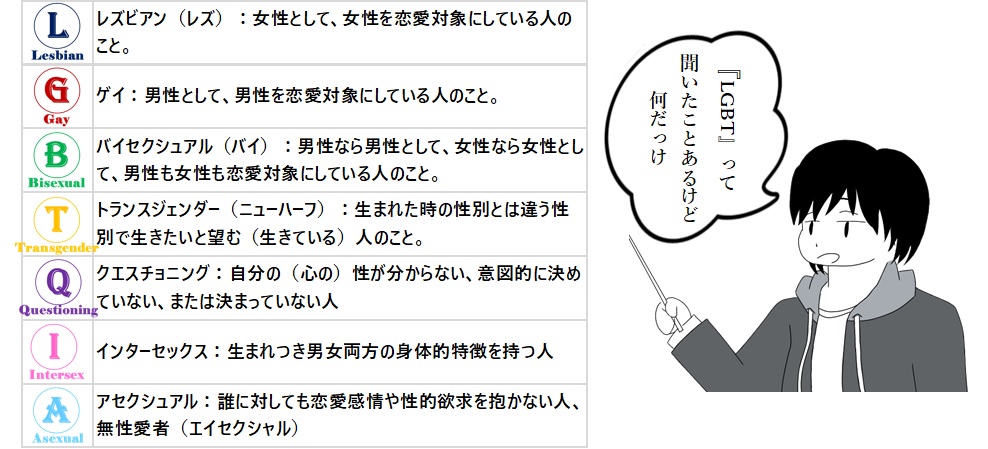 L
Lesbian
レズビアン（レズ）：女性として、女性を恋愛対象にしている人の
こと。
G
Gay
ゲイ：男性として、男性を恋愛対象にしている人のこと。
B
Bisexual
バイセクシュアル（バイ）：男性なら男性として、女性なら女性とし
て、男性も女性も恋愛対象にしている人のこと。
T
Transgender
トランスジェンダー（ニューハーフ）：生まれた時の性別とは違う性
別で生きたいと望む（生きている）人のこと。
Q
Questioning
クエスチョニング：自分の（心の）性が分からない、意図的に決め
ていない、または決まっていない人
I
Intersex
インターセックス：生まれつき男女両方の身体的特徴を持つ人
A
Asexual
アセクシュアル：誰に対しても恋愛感情や性的欲求を抱かない人、
無性愛者（エイセクシャル）
『LGBT』って
聞いたことあるけど
何だっけ